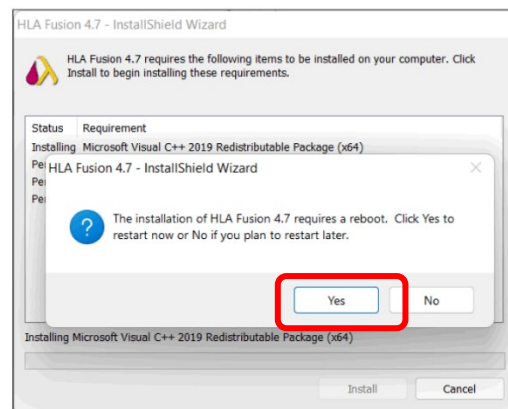 HLA Fusion 4.7 - InstallShield Wizard
HLA Fusion 4.7 requires the following items to be installed on your computer. Click
Install to begin installing these requirements.
Status Requirement
Installing Microsoft Visual C++ 2019 Redistributable Package (x64)
HLA Fusion 4.7 - InstallShield Wizard
The installation of HLA Fusion 4.7 requires a reboot. Click Yes to
restart now or No if you plan to restart later.
Yes No
Installing Microsoft Visual C++ 2019 Redistributable Package (x64)
Install Cancel